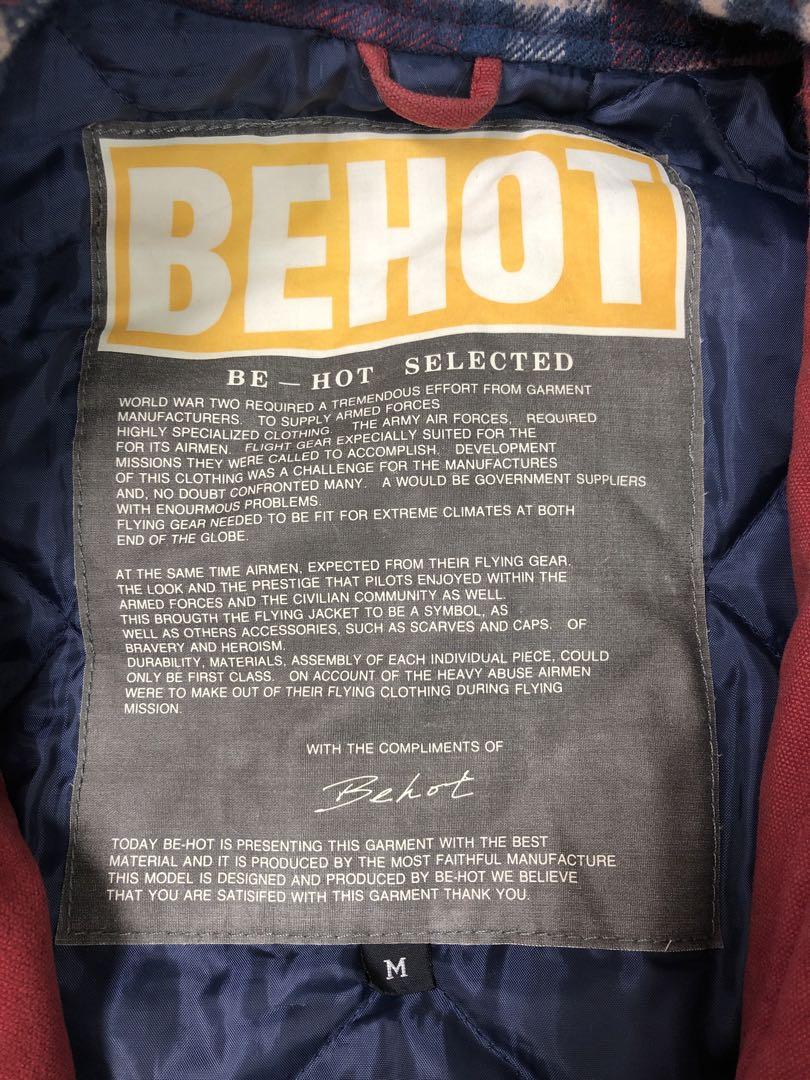 BEHOT
BE – HOT SELECTED
WORLD WAR TWO REQUIRED A TREMENDOUS EFFORT FROM GARMENT
MANUFACTURERS. TO SUPPLY ARMED FORCES
HIGHLY SPECIALIZED CLOTHING. THE ARMY AIR FORCES, REQUIRED
FOR ITS AIRMEN, FLIGHT GEAR EXPECIALLY SUITED FOR THE
MISSIONS THEY WERE CALLED TO ACCOMPLISH. DEVELOPMENT
OF THIS CLOTHING WAS A CHALLENGE FOR THE MANUFACTURES
AND, NO DOUBT CONFRONTED MANY. A WOULD BE GOVERNMENT SUPPLIERS
WITH ENOURMOUS PROBLEMS.
FLYING GEAR NEEDED TO BE FIT FOR EXTREME CLIMATES AT BOTH
END OF THE GLOBE.
AT THE SAME TIME AIRMEN, EXPECTED FROM THEIR FLYING GEAR.
THE LOOK AND THE PRESTIGE THAT PILOTS ENJOYED WITHIN THE
ARMED FORCES AND THE CIVILIAN COMMUNITY AS WELL.
THIS BROUGTH THE FLYING JACKET TO BE A SYMBOL, AS
WELL AS OTHERS ACCESSORIES, SUCH AS SCARVES AND CAPS. OF
BRAVERY AND HEROISM.
DURABILITY, MATERIALS, ASSEMBLY OF EACH INDIVIDUAL PIECE, COULD
ONLY BE FIRST CLASS. ON ACCOUNT OF THE HEAVY ABUSE AIRMEN
WERE TO MAKE OUT OF THEIR FLYING CLOTHING DURING FLYING
MISSION.
WITH THE COMPLIMENTS OF
Behot
TODAY BE-HOT IS PRESENTING THIS GARMENT WITH THE BEST
MATERIAL AND IT IS PRODUCED BY THE MOST FAITHFUL MANUFACTURE
THIS MODEL IS DESIGNED AND PRODUCED BY BE-HOT WE BELIEVE
THAT YOU ARE SATISIFED WITH THIS GARMENT THANK YOU.
M